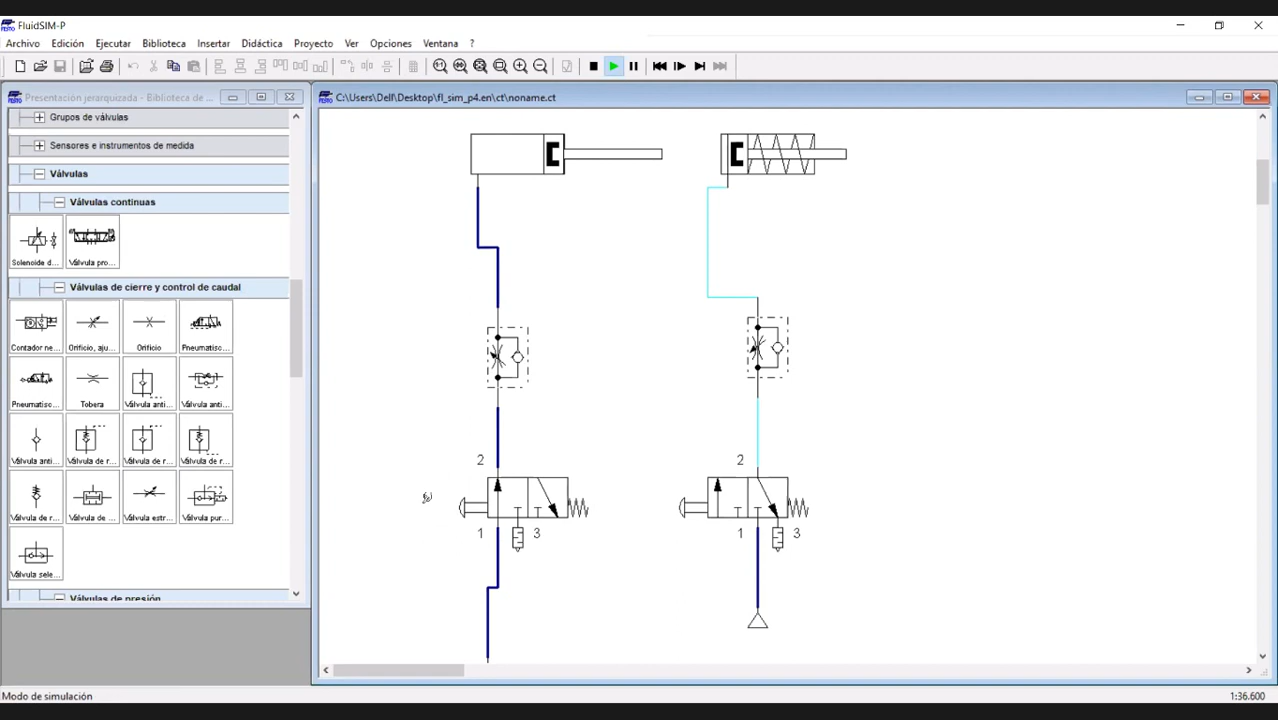 FluidSIM-P
Archivo Edición Ejecutar Biblioteca Insertar Didáctica Proyecto Ver Opciones Ventana ?
Presentación jerarquizada - Biblioteca de ...
C:\Users\Dell\Desktop\fl_sim_p4.en\ct\noname.ct
Grupos de válvulas
Sensores e instrumentos de medida
Válvulas
Válvulas continuas
Solenoide d... Válvula pro...
Válvulas de cierre y control de caudal
Contador ne... Orificio, aju... Orificio Pneumatisc...
Pneumatisc... Tobera Válvula anti... Válvula anti...
Válvula anti... Válvula de r... Válvula de r... Válvula de r...
Válvula de r... Válvula de ... Válvula estr... Válvula pur...
Válvula sele...
Válvulas de presión
2 2
1 3 1 3
Modo de simulación 1:36.600